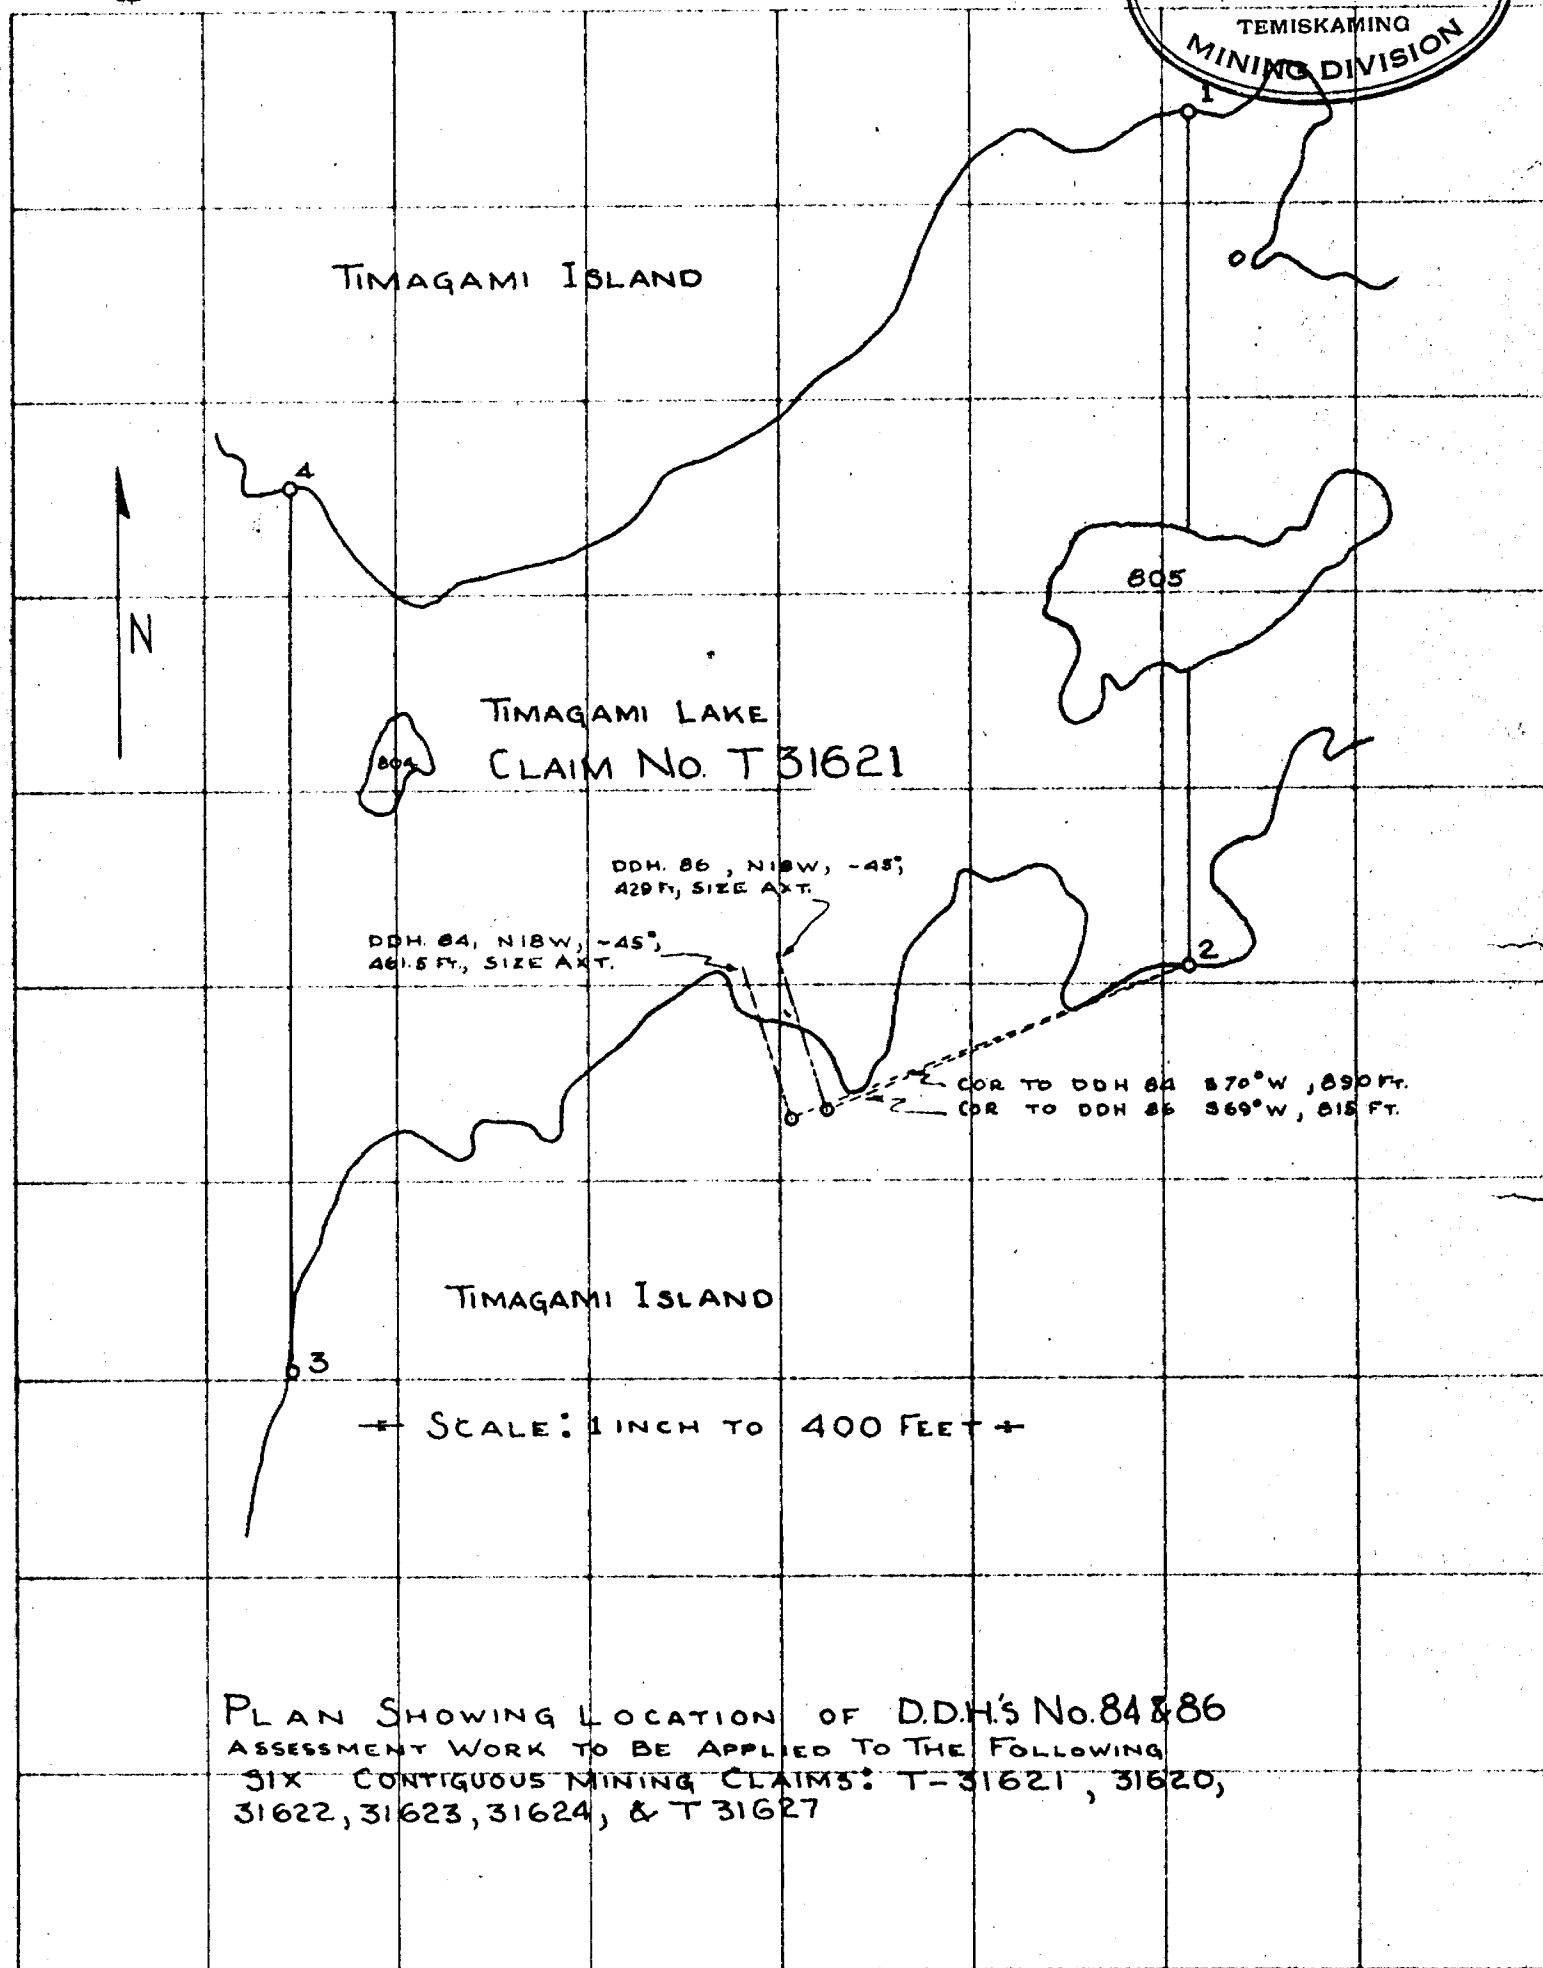 TEMISKAMING
MINING DIVISION
1
TIMAGAMI ISLAND
4
N
805
TIMAGAMI LAKE
CLAIM NO. T 31621
804
DDH. 86, N18W, -45°,
429 FT, SIZE AXT.
DDH. 84, N18W, -45°,
461.5 FT., SIZE AXT.
2
COR TO DDH 84 S70°W, 890 FT.
COR TO DDH 86 S69°W, 815 FT.
TIMAGAMI ISLAND
3
SCALE: 1 INCH TO 400 FEET
PLAN SHOWING LOCATION OF D.D.H.'S NO. 84 & 86
ASSESSMENT WORK TO BE APPLIED TO THE FOLLOWING
SIX CONTIGUOUS MINING CLAIMS: T-31621, 31620,
31622, 31623, 31624, & T 31627